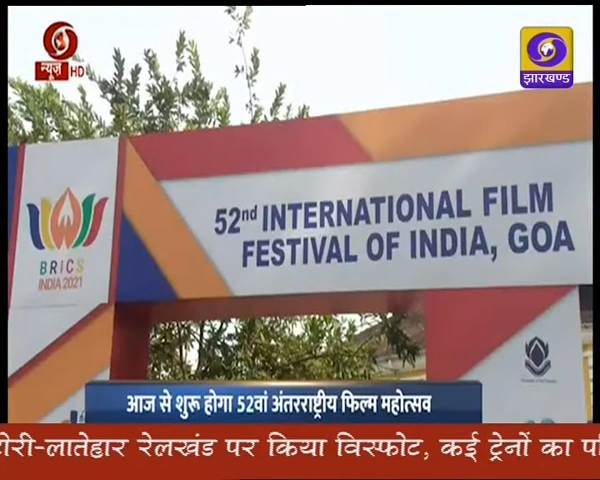 न्यूज़ HD
झारखण्ड
52nd INTERNATIONAL FILM
FESTIVAL OF INDIA, GOA
BRICS
INDIA 2021
आज से शुरू होगा 52वां अंतरराष्ट्रीय फिल्म महोत्सव
टोरी-लातेहार रेलखंड पर किया विस्फोट, कई ट्रेनों का